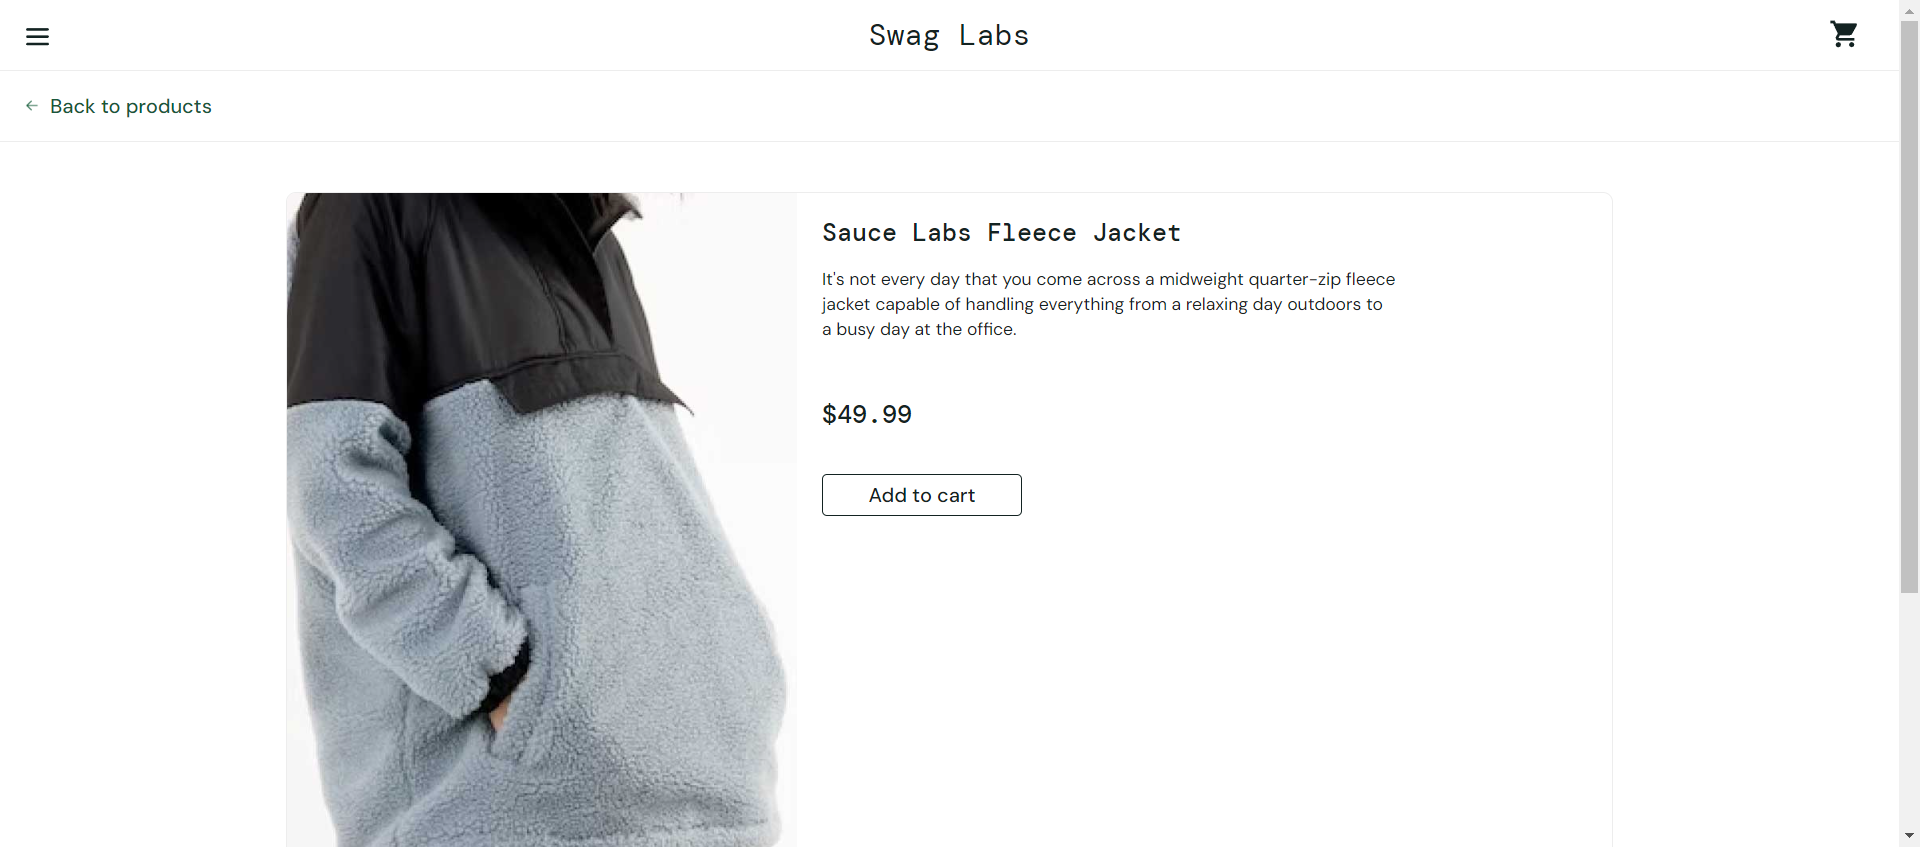 Swag Labs
Back to products
Sauce Labs Fleece Jacket
It's not every day that you come across a midweight quarter-zip fleece
jacket capable of handling everything from a relaxing day outdoors to
a busy day at the office.
$49.99
Add to cart